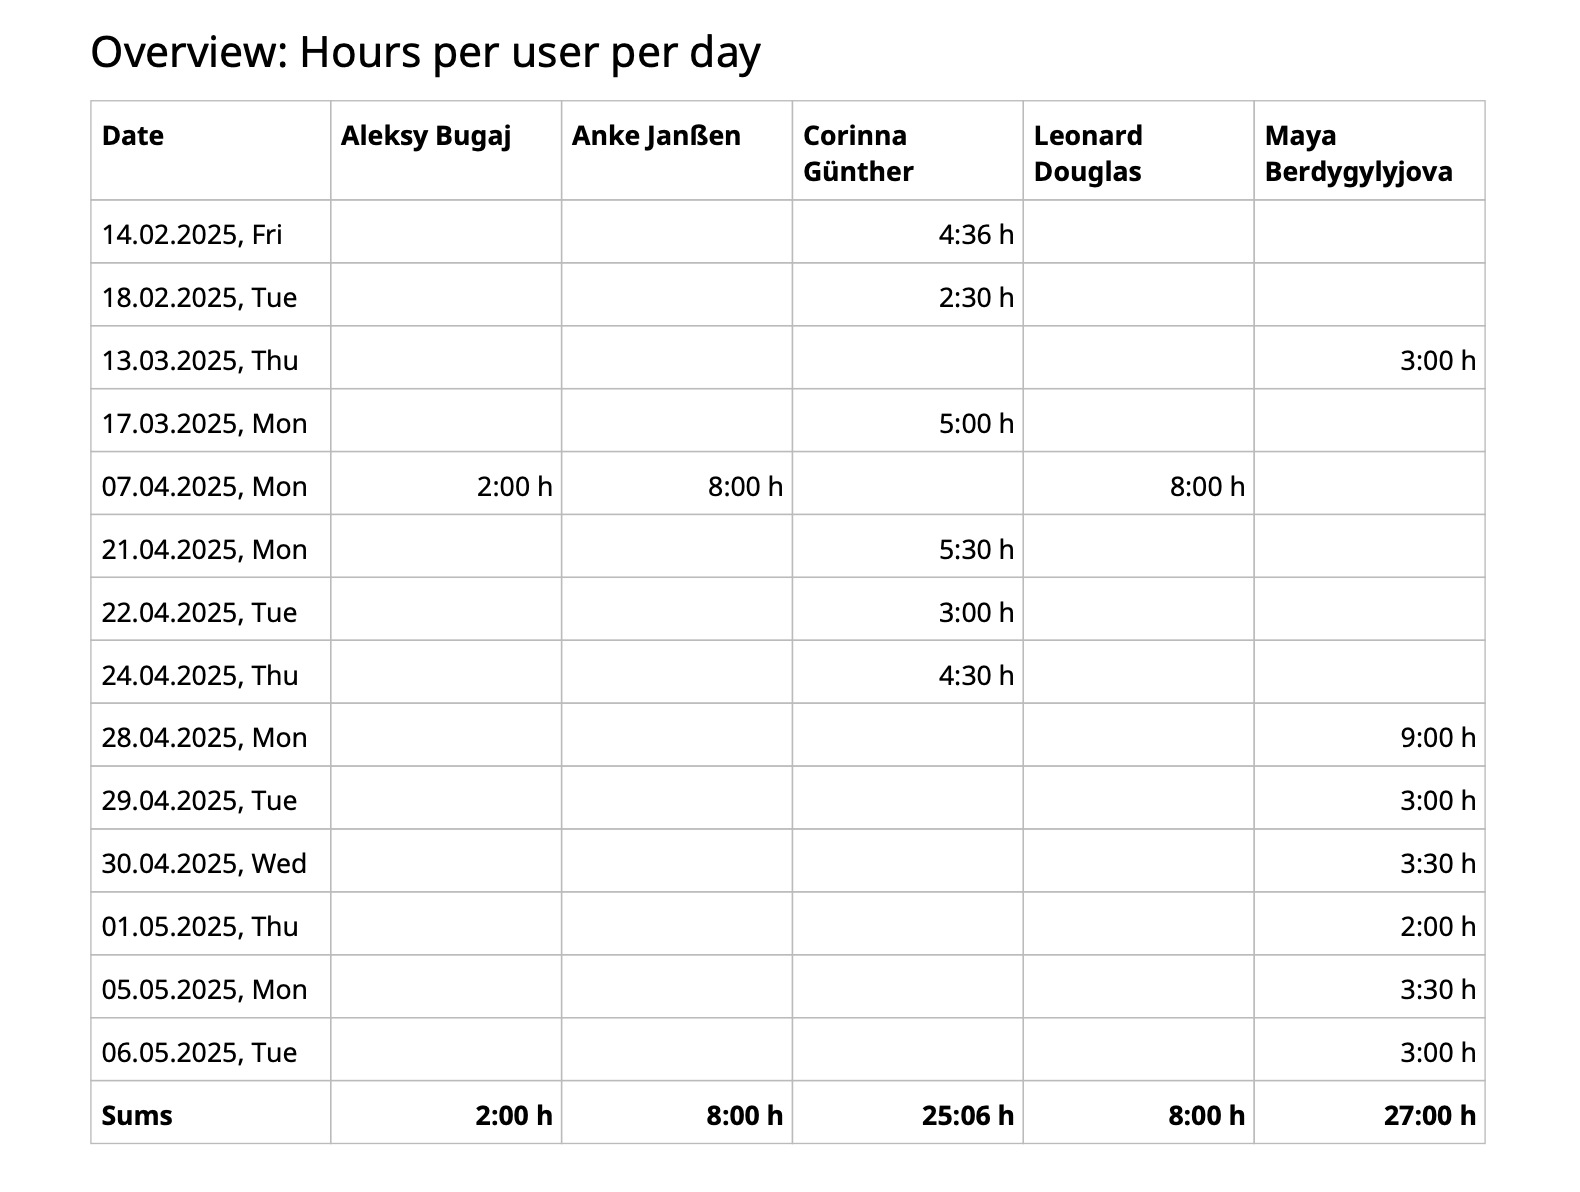 Overview: Hours per user per day
Date Aleksy Bugaj Anke Janßen Corinna Günther Leonard Douglas Maya Berdygylyjova
14.02.2025, Fri 4:36 h
18.02.2025, Tue 2:30 h
13.03.2025, Thu 3:00 h
17.03.2025, Mon 5:00 h
07.04.2025, Mon 2:00 h 8:00 h 8:00 h
21.04.2025, Mon 5:30 h
22.04.2025, Tue 3:00 h
24.04.2025, Thu 4:30 h
28.04.2025, Mon 9:00 h
29.04.2025, Tue 3:00 h
30.04.2025, Wed 3:30 h
01.05.2025, Thu 2:00 h
05.05.2025, Mon 3:30 h
06.05.2025, Tue 3:00 h
Sums 2:00 h 8:00 h 25:06 h 8:00 h 27:00 h